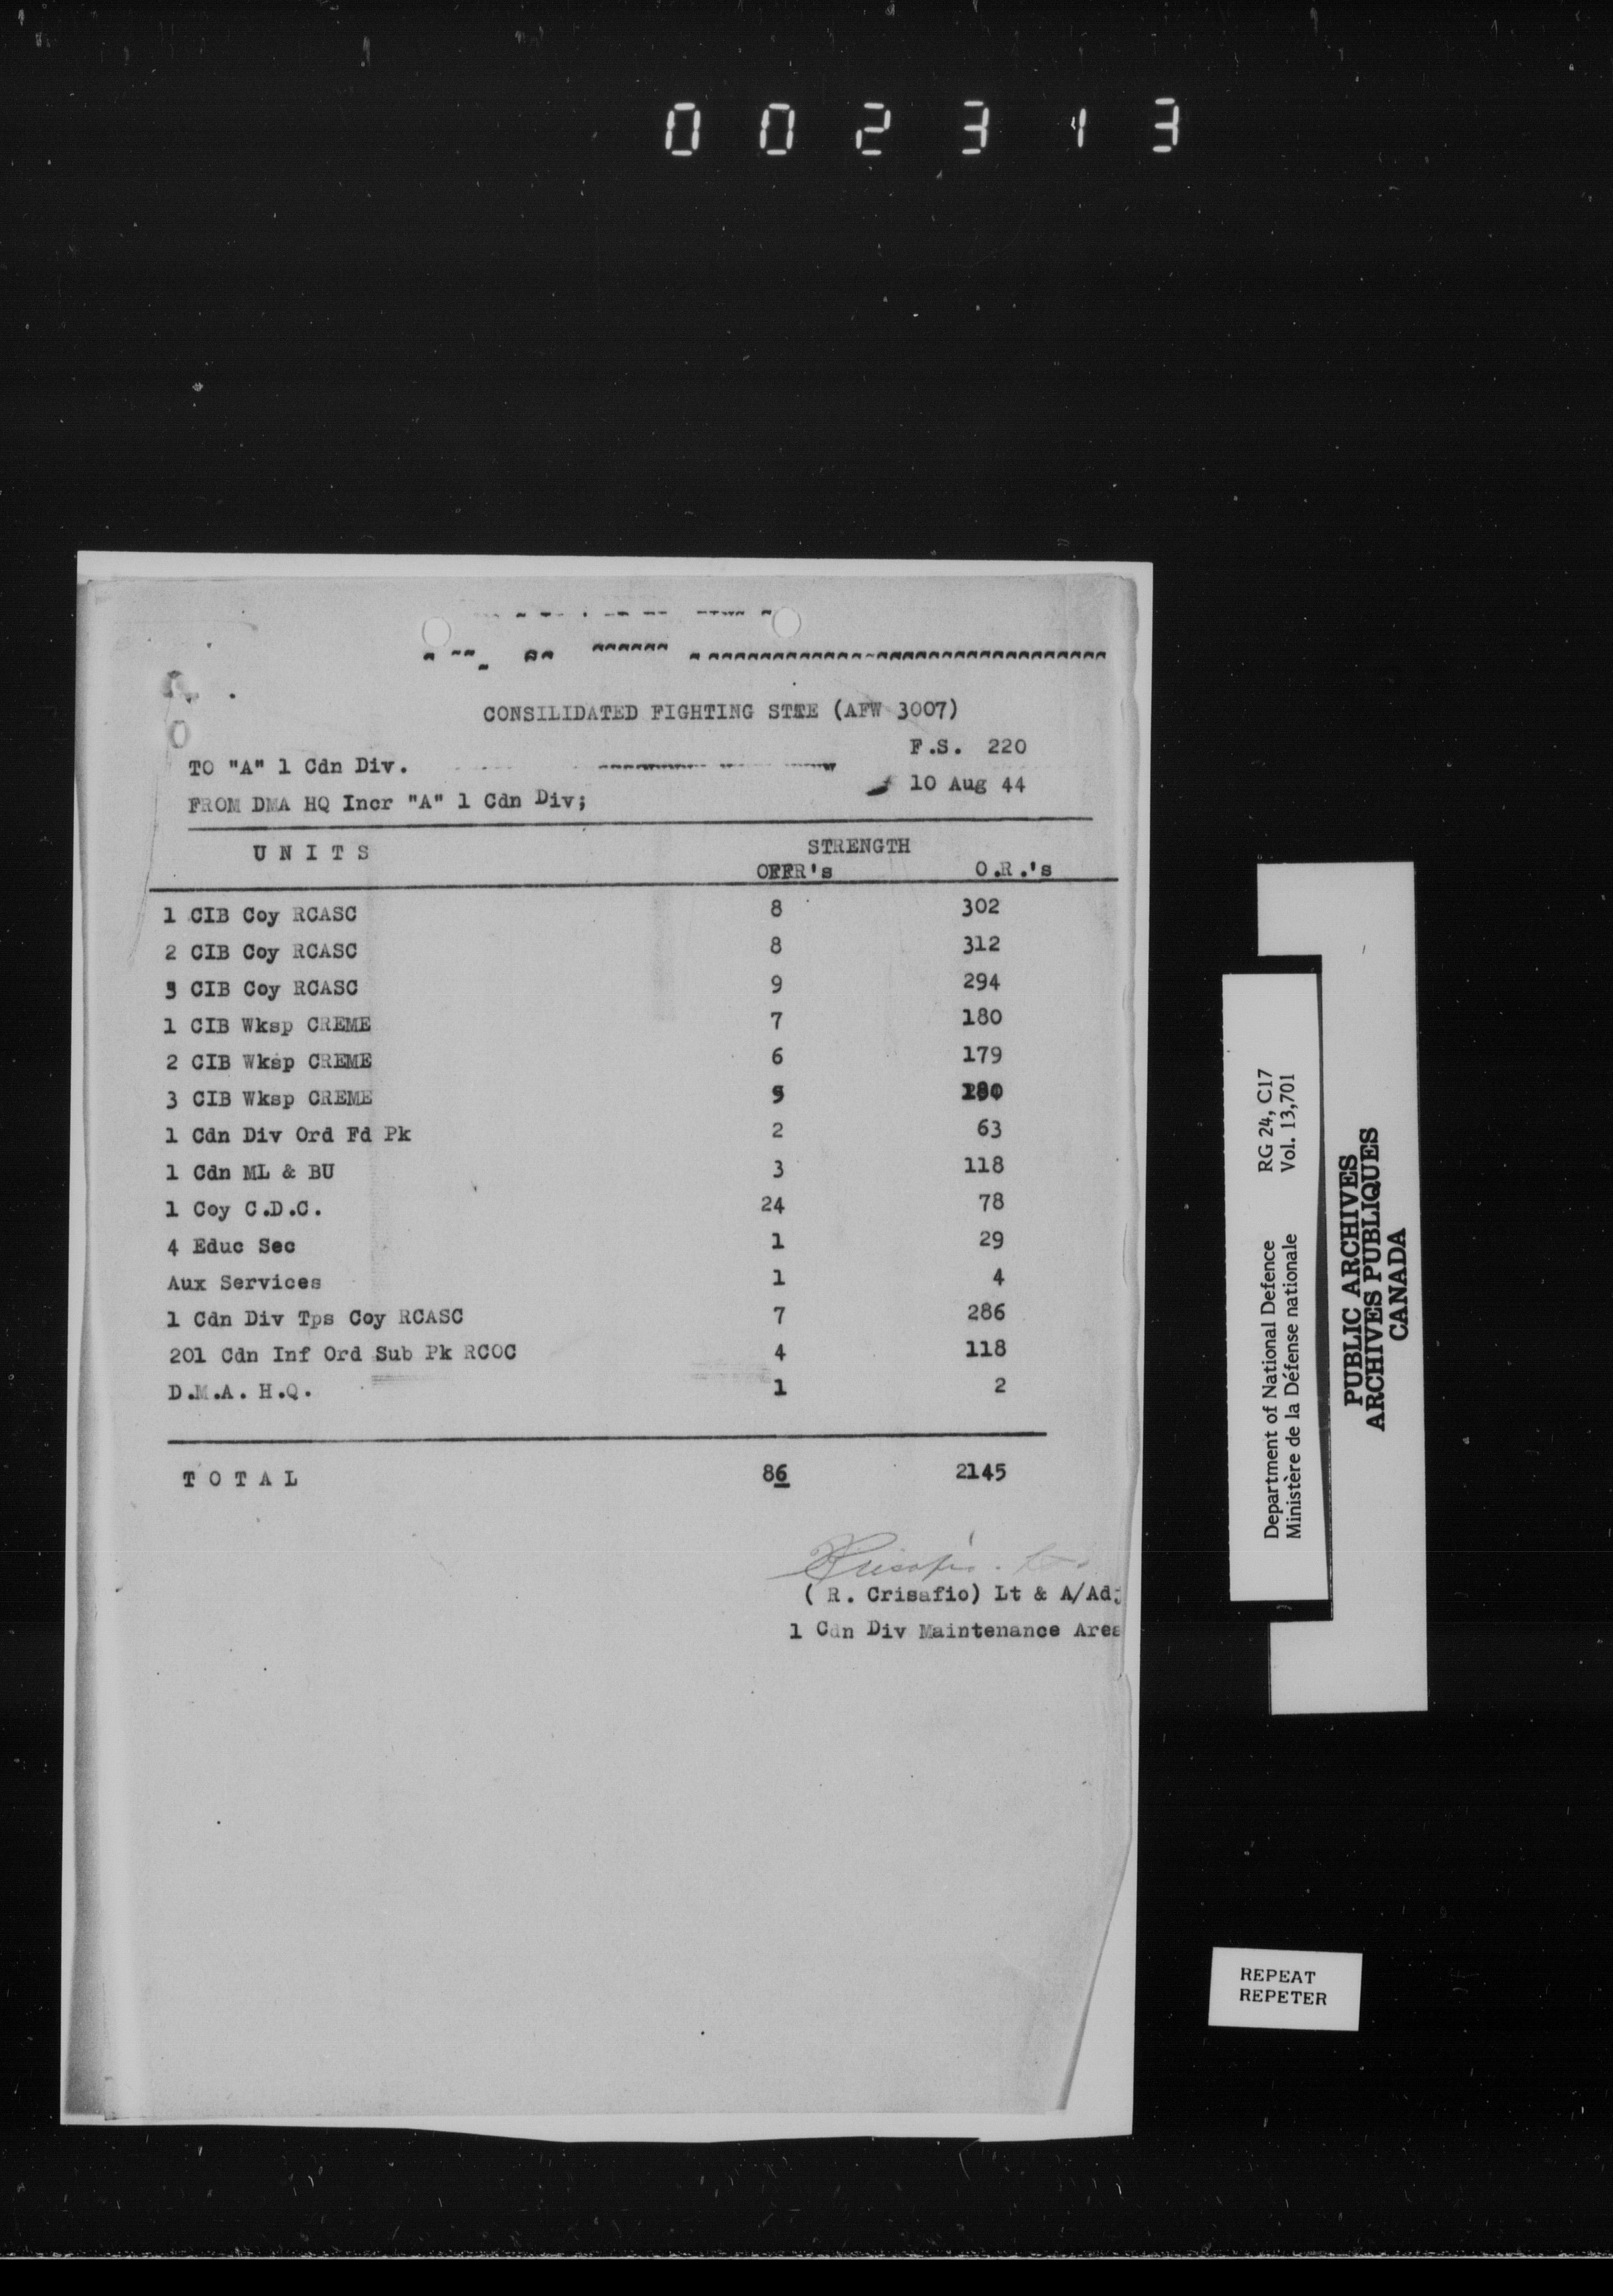 002313
CONSILIDATED FIGHTING STTE (AFW 3007)
F.S. 220
TO "A" 1 Cdn Div.
10 Aug 44
FROM DMA HQ Incr "A" 1 Cdn Div;
UNITS STRENGTH
OFFR's O.R.'s
1 CIB Coy RCASC 8 302
2 CIB Coy RCASC 8 312
3 CIB Coy RCASC 9 294
1 CIB Wksp CREME 7 180
2 CIB Wksp CREME 6 179
3 CIB Wksp CREME 5 180
1 Cdn Div Ord Fd Pk 2 63
1 Cdn ML & BU 3 118
1 Coy C.D.C. 24 78
4 Educ Sec 1 29
Aux Services 1 4
1 Cdn Div Tps Coy RCASC 7 286
201 Cdn Inf Ord Sub Pk RCOC 4 118
D.M.A. H.Q. 1 2
TOTAL 86 2145
(R. Crisafio) Lt & A/Adj
1 Cdn Div Maintenance Area
Department of National Defence RG 24, C17
Ministère de la Défense nationale Vol. 13,701
PUBLIC ARCHIVES
ARCHIVES PUBLIQUES
CANADA
REPEAT
REPETER